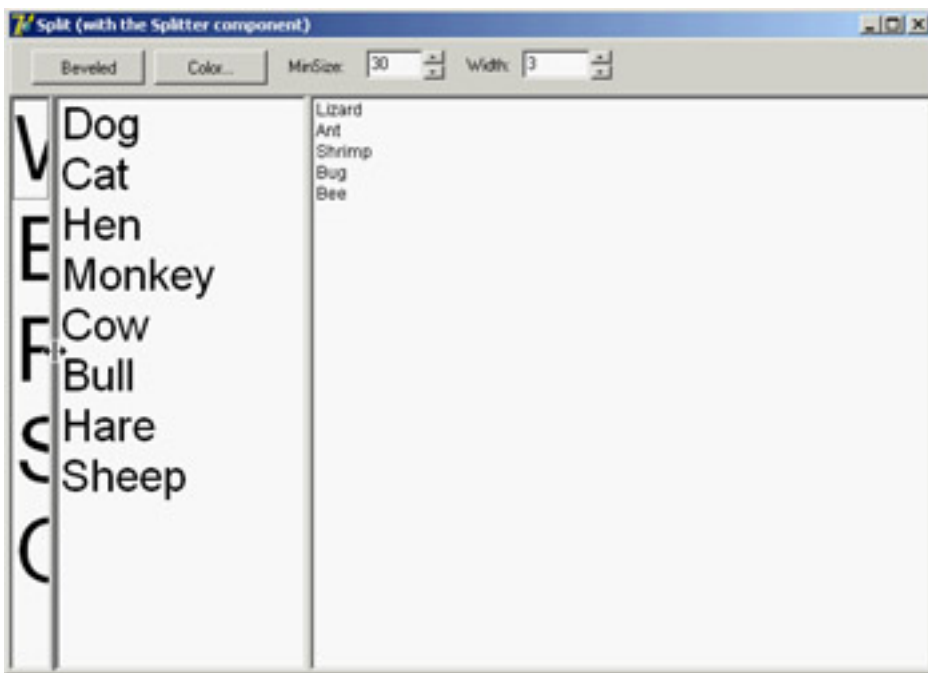 Split (with the Splitter component)
Beveled Color... MinSize: 30 Width: 3
Dog
Cat
Hen
Monkey
Cow
Bull
Hare
Sheep
Lizard
Ant
Shrimp
Bug
Bee